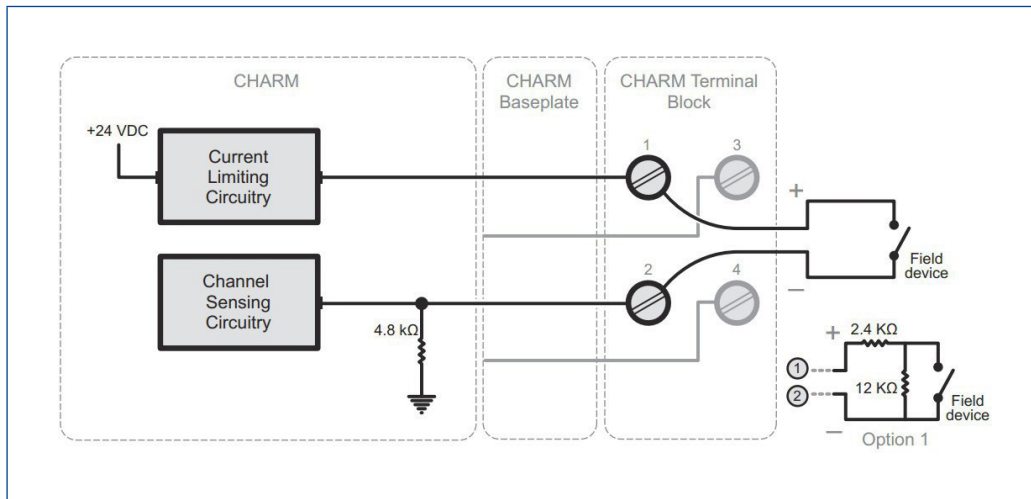 CHARM
CHARM
Baseplate
CHARM Terminal
Block
+24 VDC
Current
Limiting
Circuitry
1
3
+
Channel
Sensing
Circuitry
4.8 kΩ
2
4
—
Field
device
+
2.4 KΩ
1
2
12 KΩ
Field
device
—
Option 1